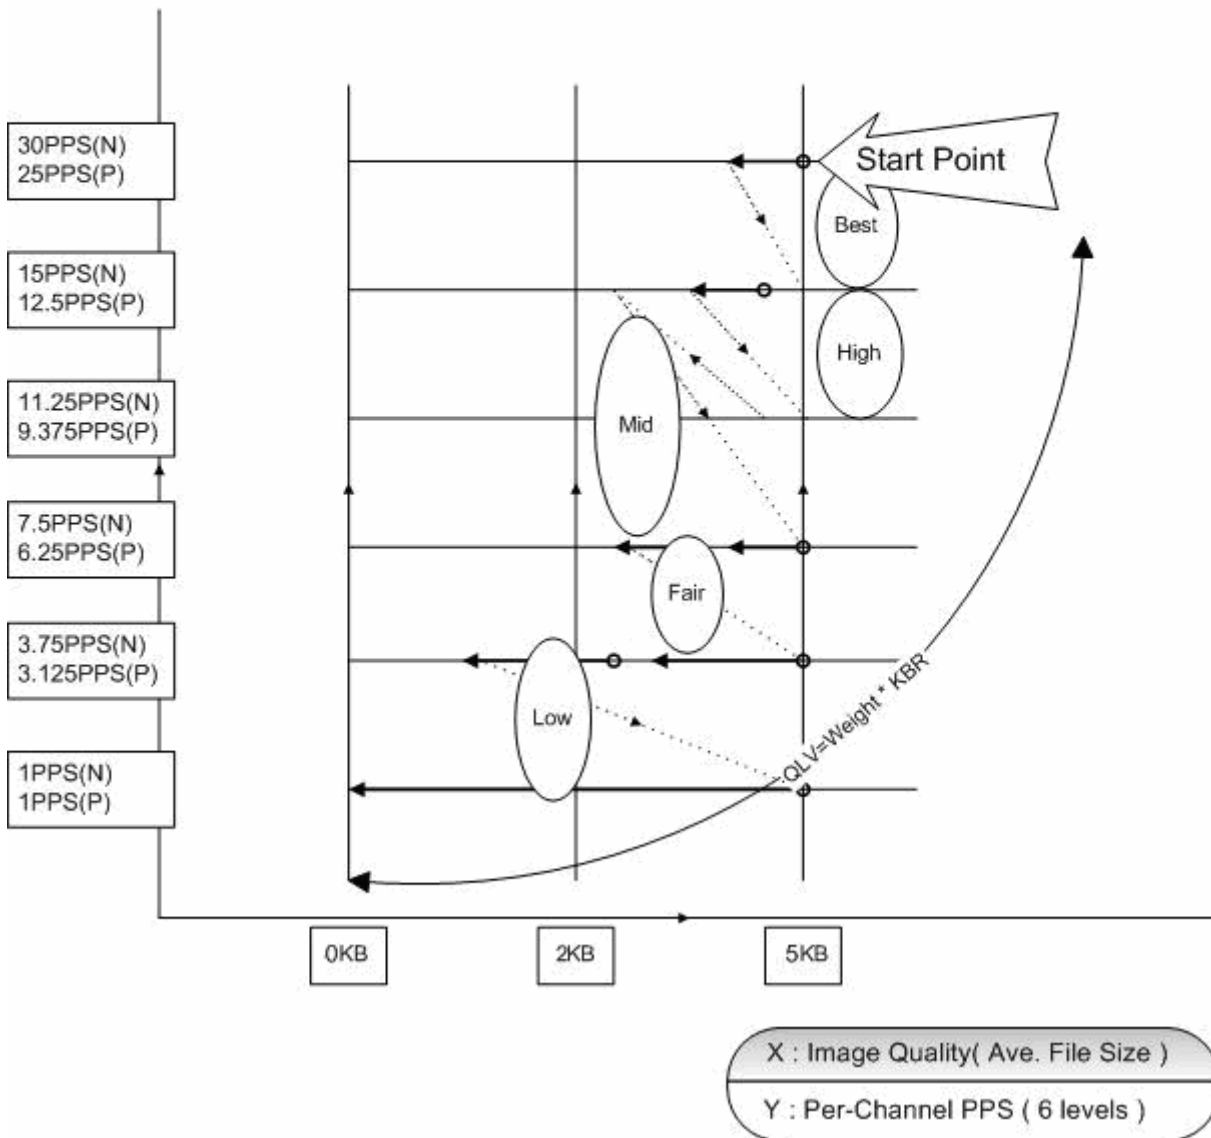 30PPS(N)
25PPS(P)
Start Point
Best
15PPS(N)
12.5PPS(P)
High
11.25PPS(N)
9.375PPS(P)
Mid
7.5PPS(N)
6.25PPS(P)
Fair
3.75PPS(N)
3.125PPS(P)
Low
QLV=Weight * KBR
1PPS(N)
1PPS(P)
0KB
2KB
5KB
X : Image Quality( Ave. File Size )
Y : Per-Channel PPS ( 6 levels )